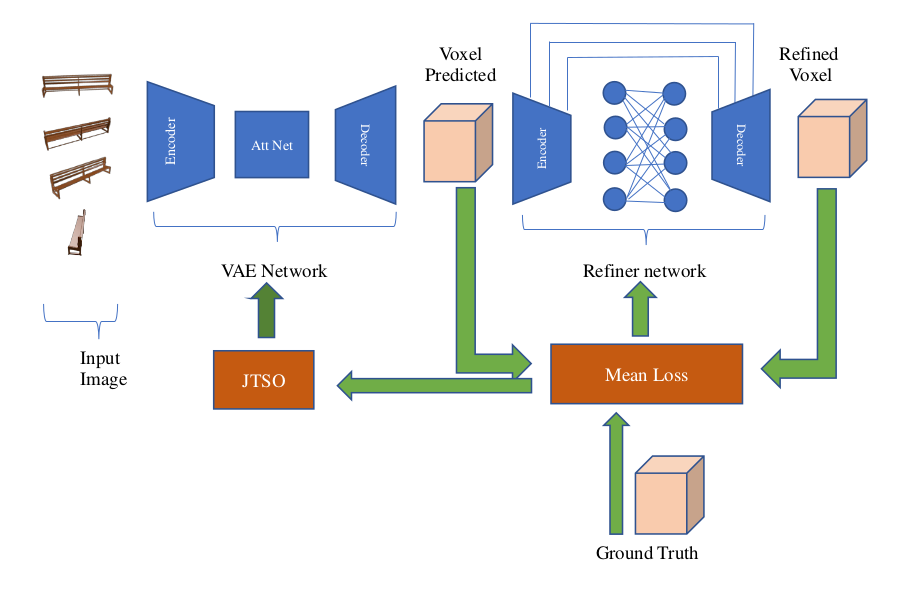 Voxel
Predicted
Refined
Voxel
Encoder
Att Net
Decoder
Encoder
Decoder
VAE Network
Refiner network
Input
Image
JTSO
Mean Loss
Ground Truth